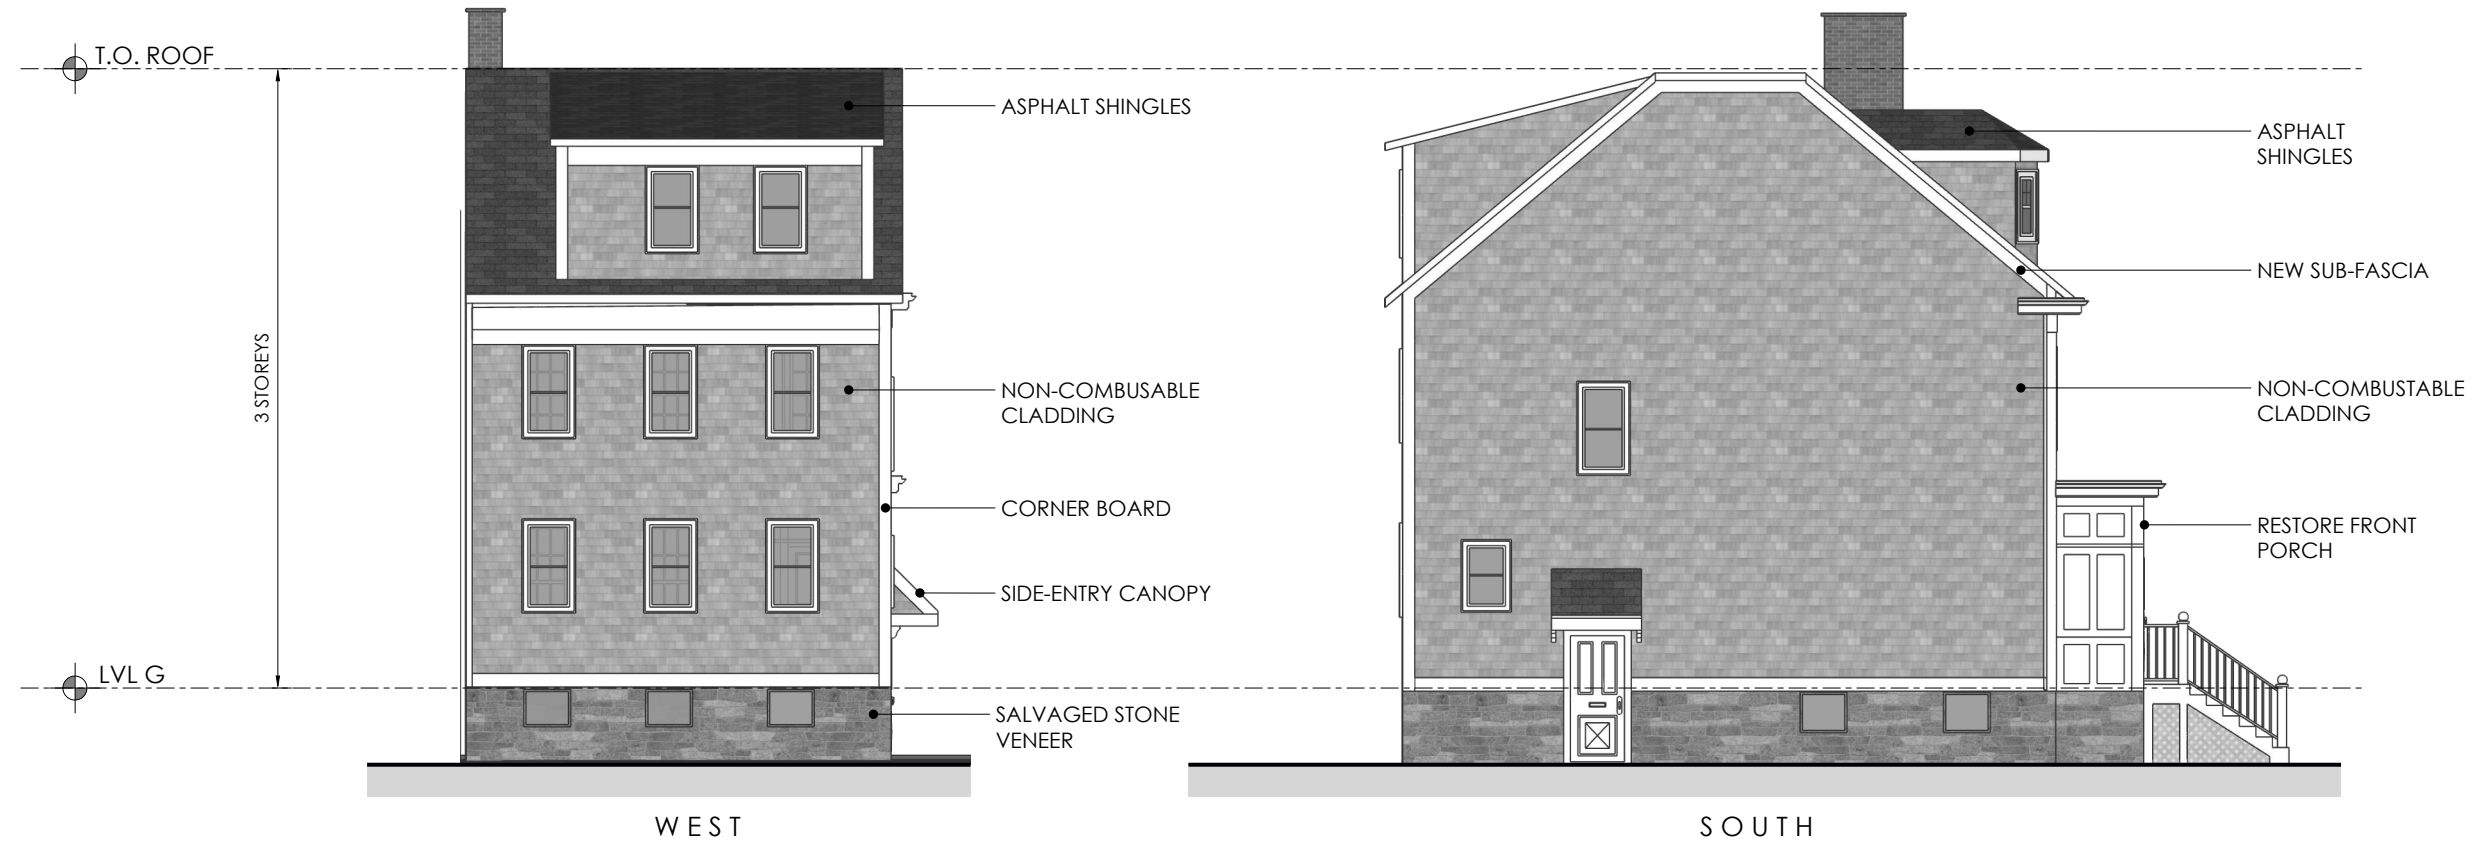 T.O. ROOF
ASPHALT SHINGLES
3 STOREYS
NON-COMBUSABLE
CLADDING
CORNER BOARD
SIDE-ENTRY CANOPY
LVL G
SALVAGED STONE
VENEER
WEST
ASPHALT
SHINGLES
NEW SUB-FASCIA
NON-COMBUSTABLE
CLADDING
RESTORE FRONT
PORCH
SOUTH